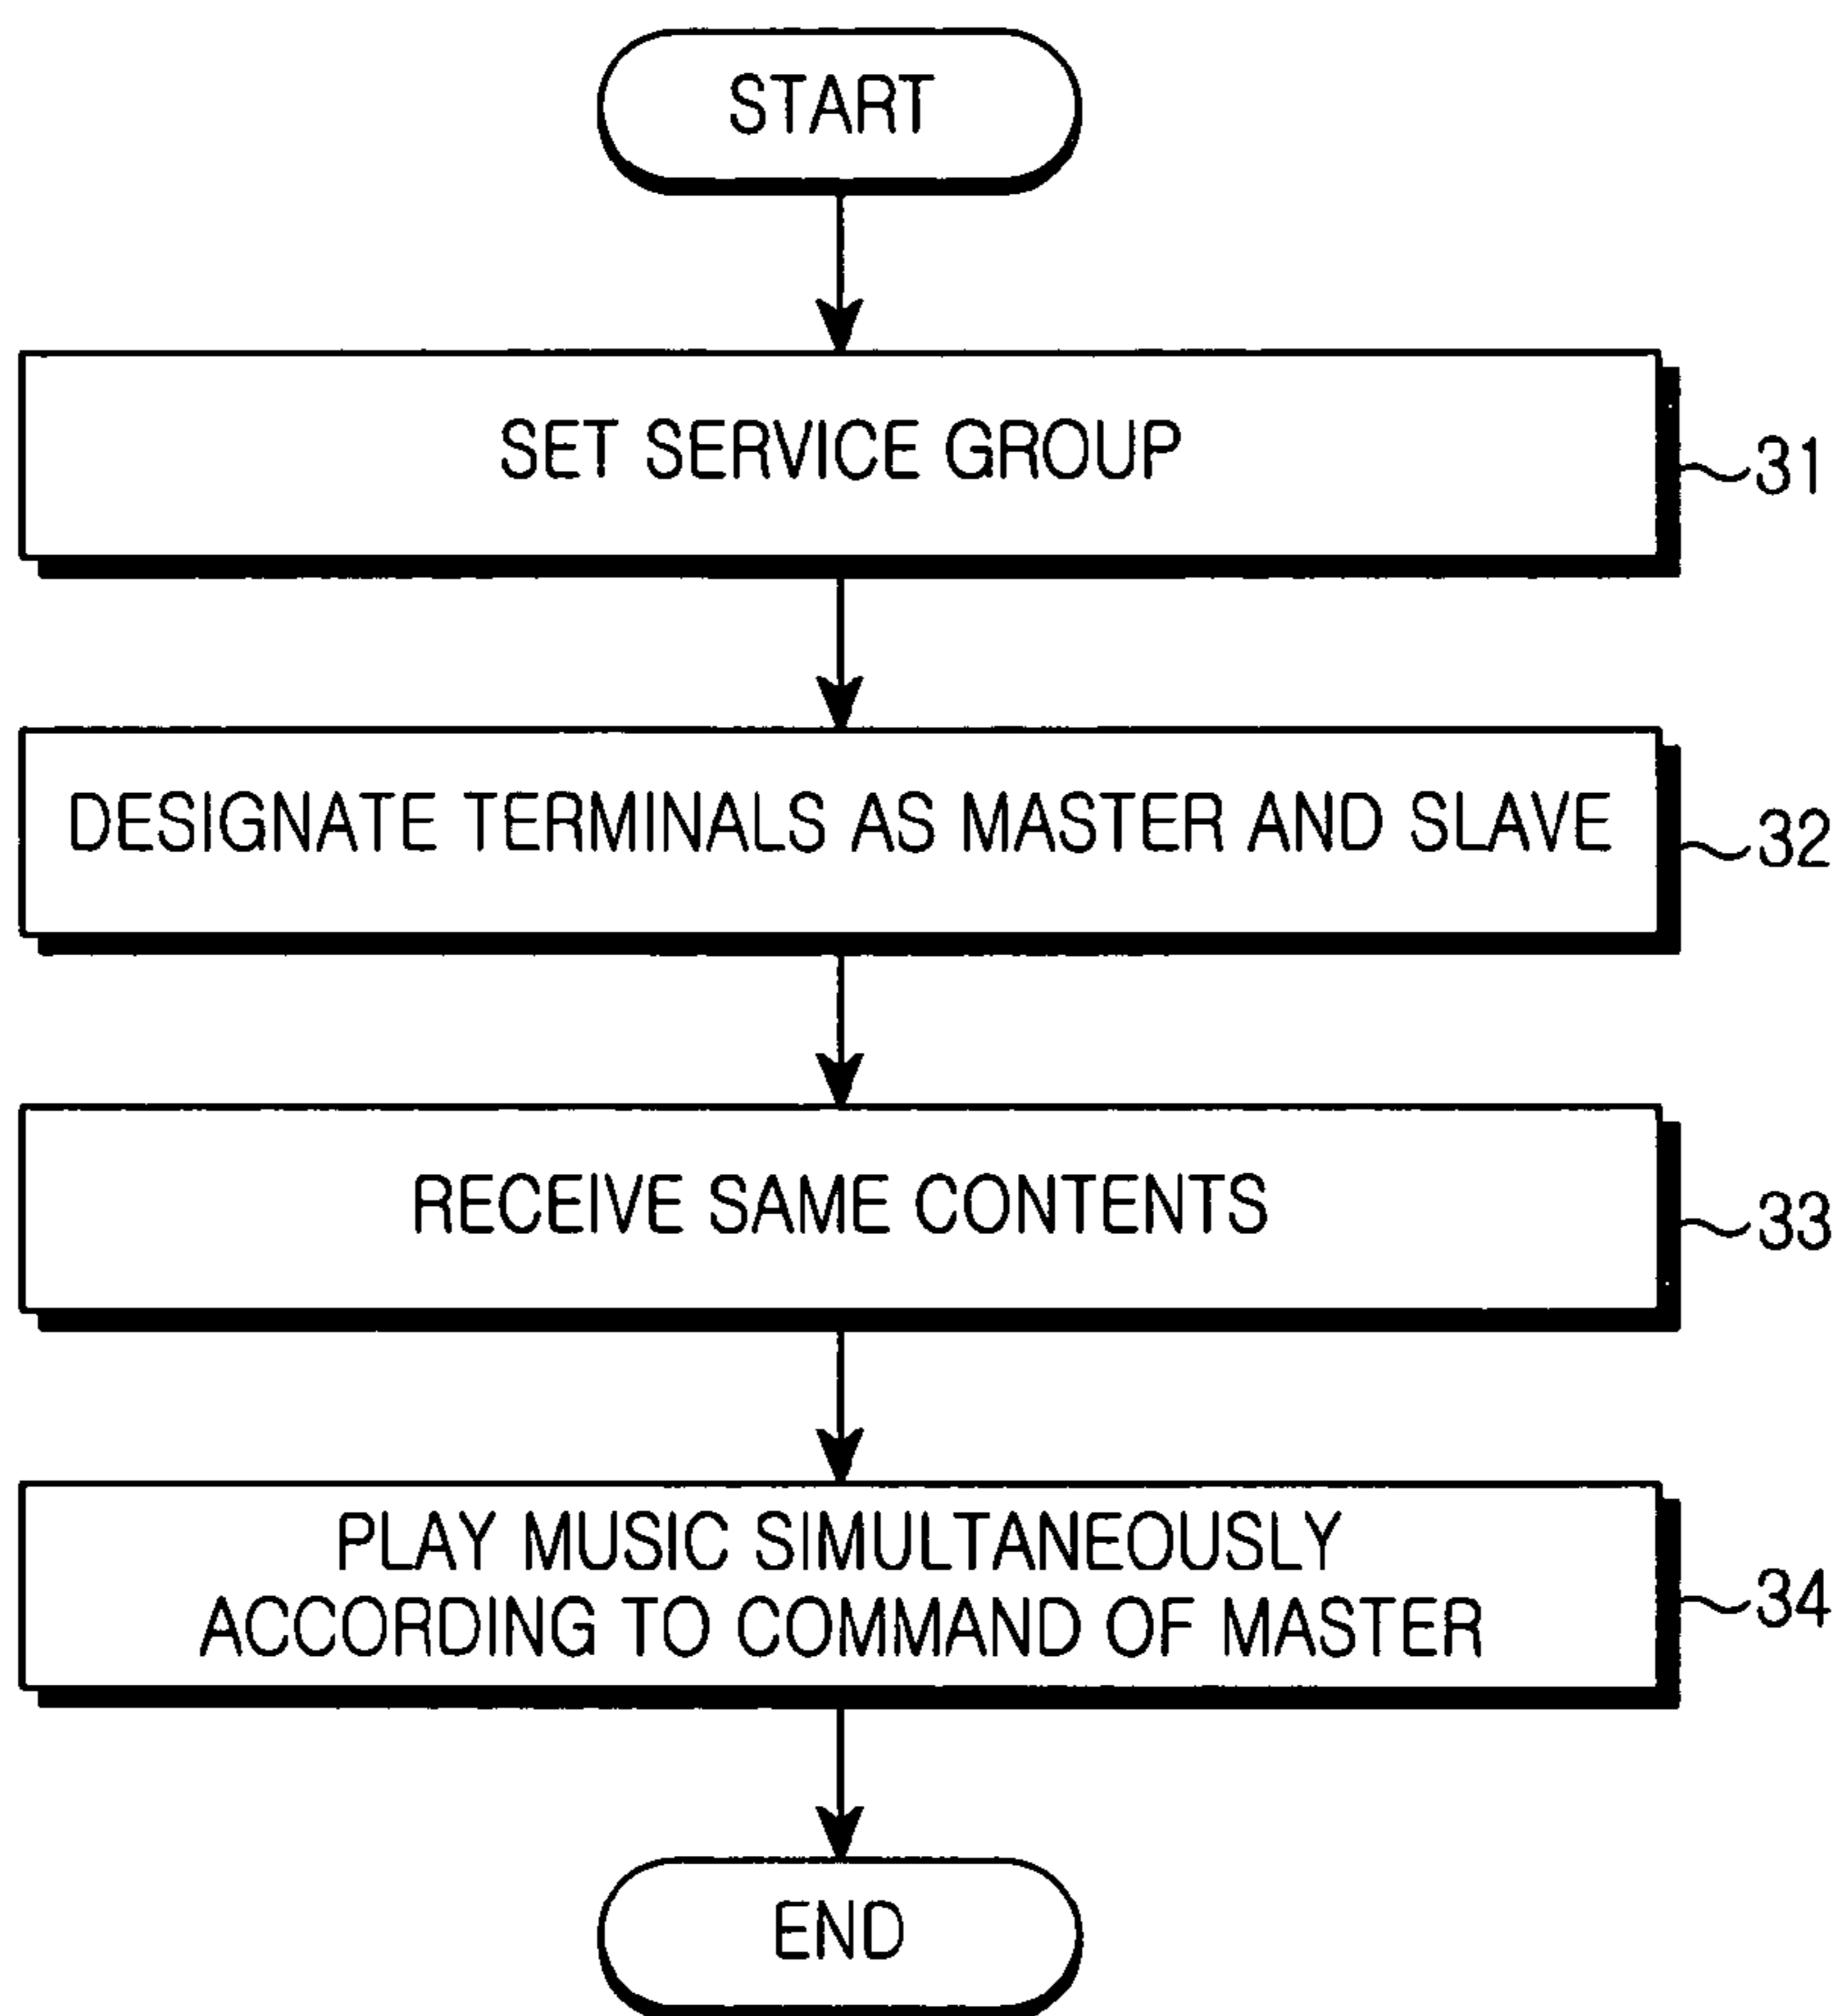 START
SET SERVICE GROUP
31
DESIGNATE TERMINALS AS MASTER AND SLAVE
32
RECEIVE SAME CONTENTS
33
PLAY MUSIC SIMULTANEOUSLY
ACCORDING TO COMMAND OF MASTER
34
END